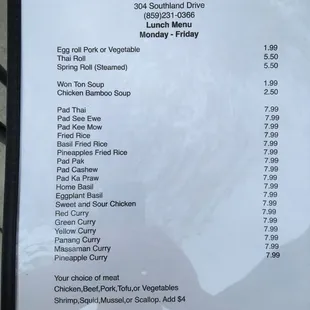 304 Southland Drive
(859)231-0366
Lunch Menu
Monday - Friday
Egg roll Pork or Vegetable 1.99
Thai Roll 5.50
Spring Roll (Steamed) 5.50
Won Ton Soup 1.99
Chicken Bamboo Soup 2.50
Pad Thai 7.99
Pad See Ewe 7.99
Pad Kee Mow 7.99
Fried Rice 7.99
Basil Fried Rice 7.99
Pineapples Fried Rice 7.99
Pad Pak 7.99
Pad Cashew 7.99
Pad Ka Praw 7.99
Home Basil 7.99
Eggplant Basil 7.99
Sweet and Sour Chicken 7.99
Red Curry 7.99
Green Curry 7.99
Yellow Curry 7.99
Panang Curry 7.99
Massaman Curry 7.99
Pineapple Curry 7.99
Your choice of meat
Chicken,Beef,Pork,Tofu,or Vegetables
Shrimp,Squid,Mussel,or Scallop. Add $4